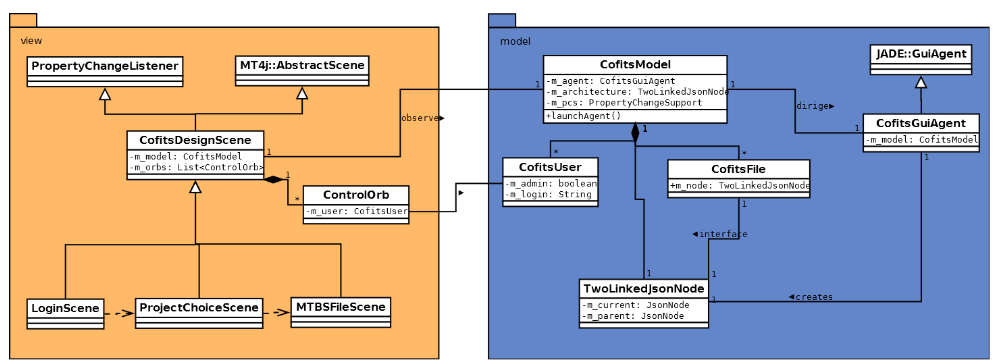 view
PropertyChangeListener
MT4j::AbstractScene
CofitsDesignScene
-m_model: CofitsModel
-m_orbs: List<ControlOrb>
1
1
*
ControlOrb
-m_user: CofitsUser
LoginScene
ProjectChoiceScene
MTBSFileScene
observe►
►
model
CofitsModel
-m_agent: CofitsGuiAgent
-m_architecture: TwoLinkedJsonNode
-m_pcs: PropertyChangeSupport
+launchAgent()
1
1
1
dirige►
1
JADE::GuiAgent
CofitsGuiAgent
-m_model: CofitsModel
1
*
CofitsUser
-m_admin: boolean
-m_login: String
*
CofitsFile
+m_node: TwoLinkedJsonNode
1
◄interface
1
1
TwoLinkedJsonNode
-m_current: JsonNode
-m_parent: JsonNode
1
◄creates